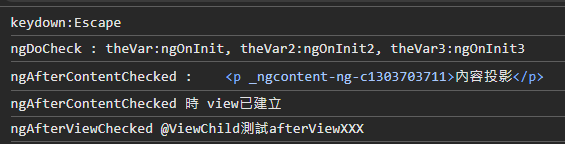 keydown:Escape
ngDoCheck : theVar:ngOnInit, theVar2:ngOnInit2, theVar3:ngOnInit3
ngAfterContentChecked :    <p _ngcontent-ng-c1303703711>內容投影</p>
ngAfterContentChecked 時 view已建立
ngAfterViewChecked @ViewChild測試afterViewXXX